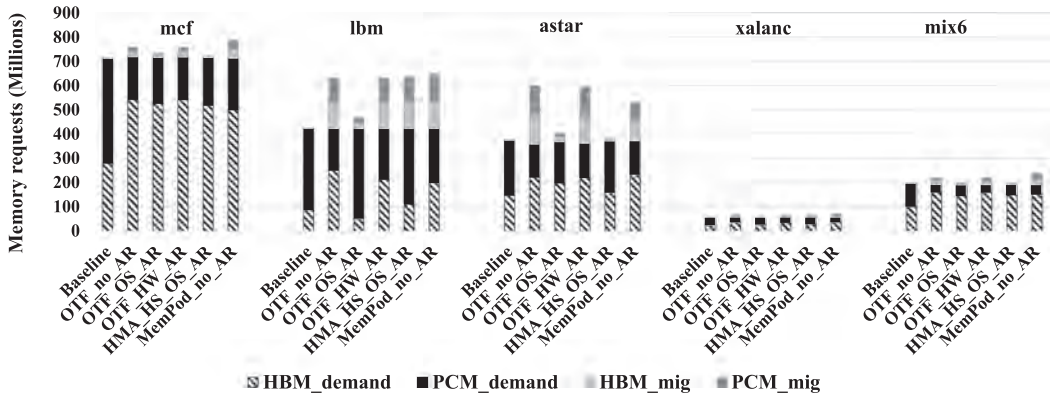 Memory requests (Millions)
900
800
700
600
500
400
300
200
100
0
mcf
lbm
astar
xalanc
mix6
Baseline
OTF_no_AR
OTF_OS_AR
OTF_HW_AR
HMA_HS_OS_AR
MemPod_no_AR
Baseline
OTF_no_AR
OTF_OS_AR
OTF_HW_AR
HMA_HS_OS_AR
MemPod_no_AR
Baseline
OTF_no_AR
OTF_OS_AR
OTF_HW_AR
HMA_HS_OS_AR
MemPod_no_AR
Baseline
OTF_no_AR
OTF_OS_AR
OTF_HW_AR
HMA_HS_OS_AR
MemPod_no_AR
Baseline
OTF_no_AR
OTF_OS_AR
OTF_HW_AR
HMA_HS_OS_AR
MemPod_no_AR
HBM_demand PCM_demand HBM_mig PCM_mig